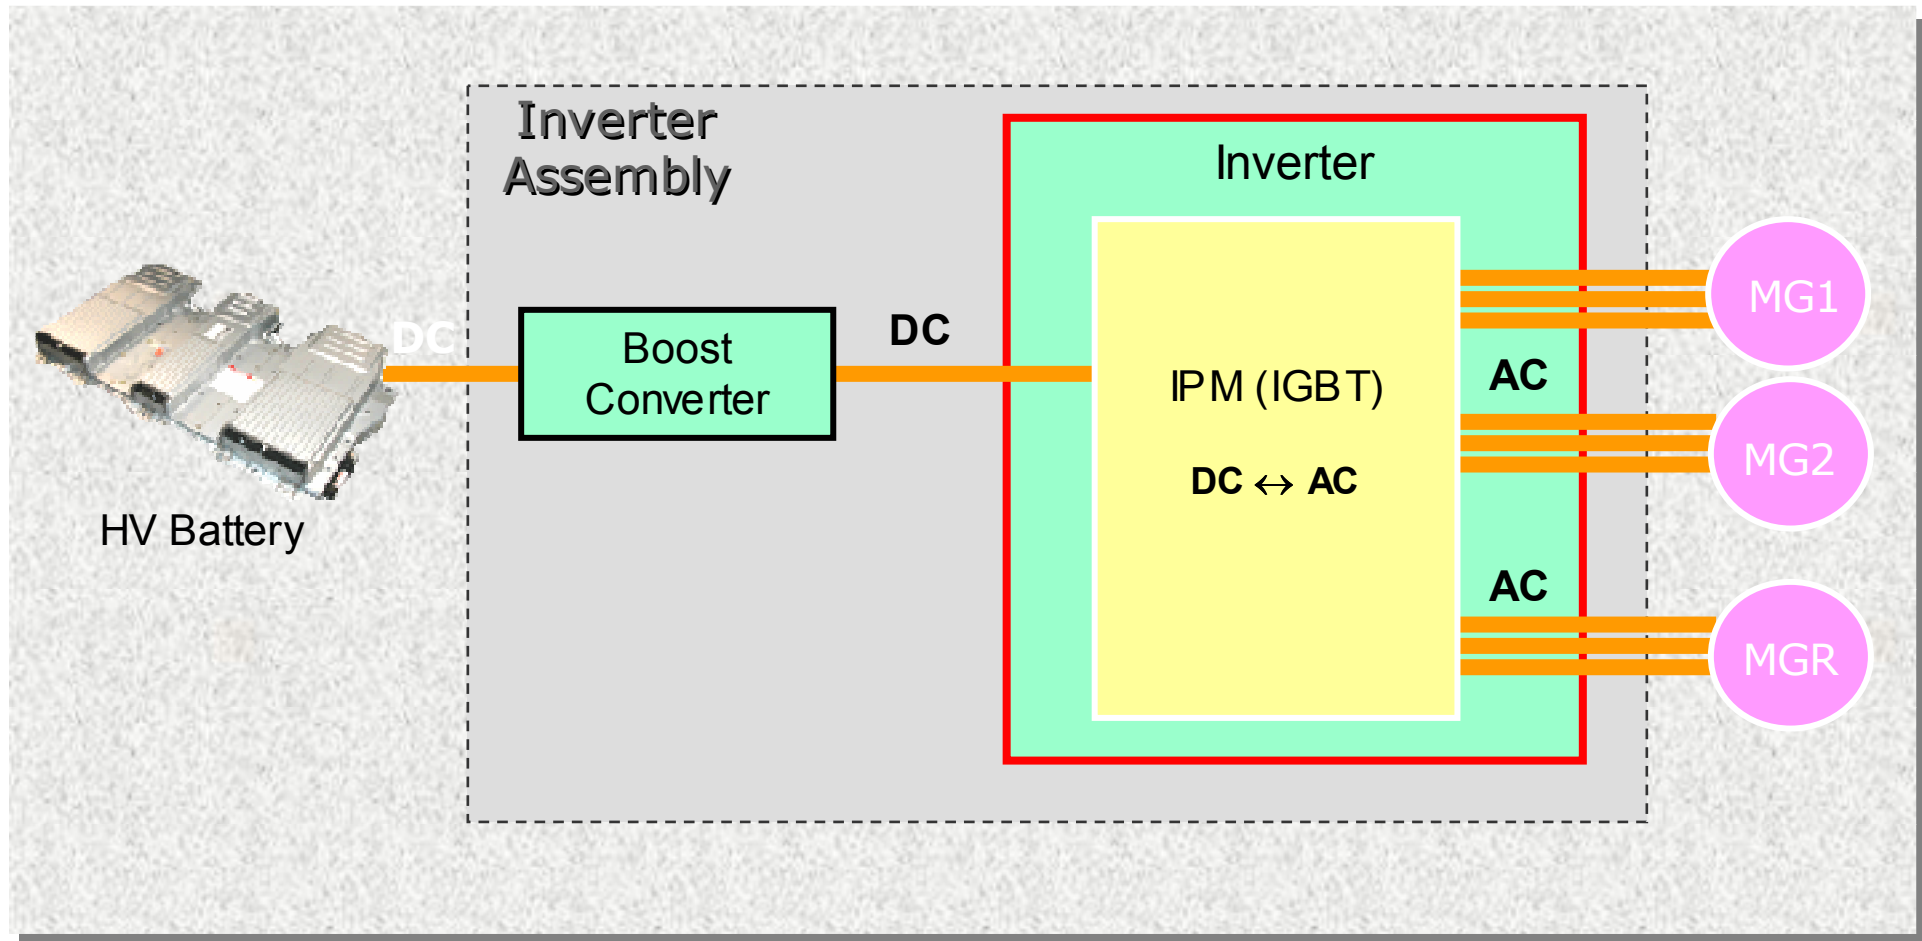 Inverter
Assembly
Inverter
DC
Boost
Converter
DC
IPM (IGBT)
DC ↔ AC
AC
AC
MG1
MG2
MGR
HV Battery